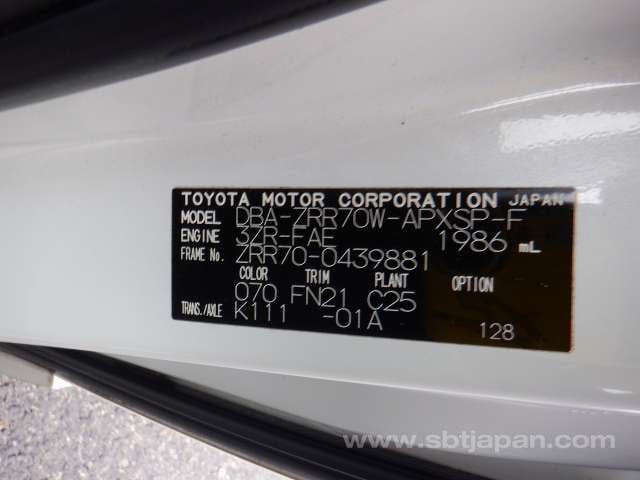 TOYOTA MOTOR CORPORATION JAPAN
MODEL DBA-ZRR70W-APXSP-F
ENGINE 3ZR-FAE 1986 mL
FRAME No. ZRR70-0439881
COLOR TRIM PLANT OPTION
070 FN21 C25
TRANS./AXLE K111 -01A 128
www.sbtjapan.com